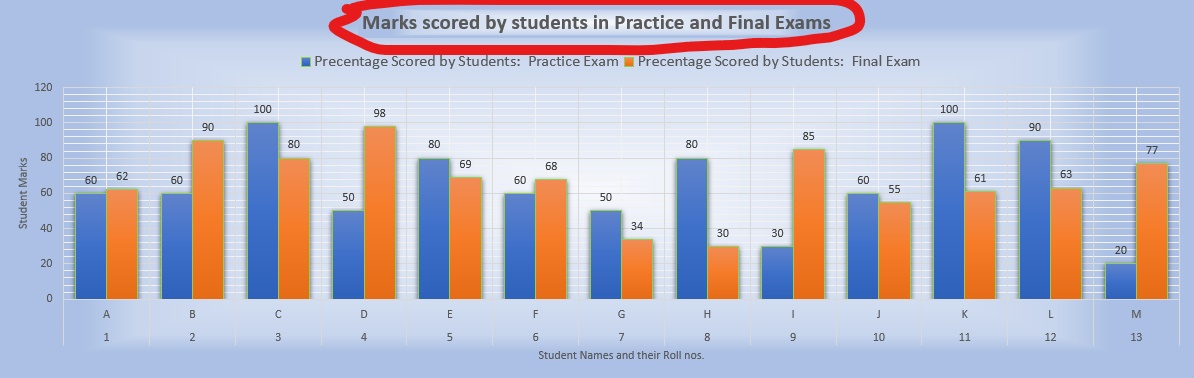 Marks scored by students in Practice and Final Exams
Precentage Scored by Students: Practice Exam Precentage Scored by Students: Final Exam
120
100
80
60
40
20
0
Student Marks
60 62 60 90 100 80 50 98 80 69 60 68 50 34 80 30 30 85 60 55 100 61 90 63 20 77
A B C D E F G H I J K L M
1 2 3 4 5 6 7 8 9 10 11 12 13
Student Names and their Roll nos.